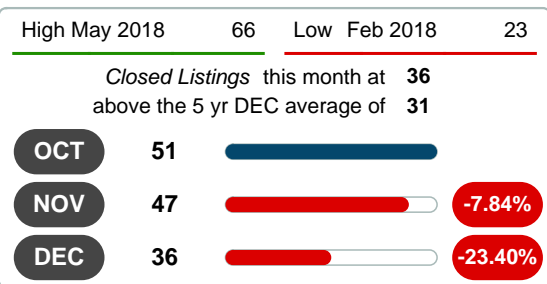 High May 2018 66 Low Feb 2018 23
Closed Listings this month at 36
above the 5 yr DEC average of 31
OCT 51
NOV 47 -7.84%
DEC 36 -23.40%